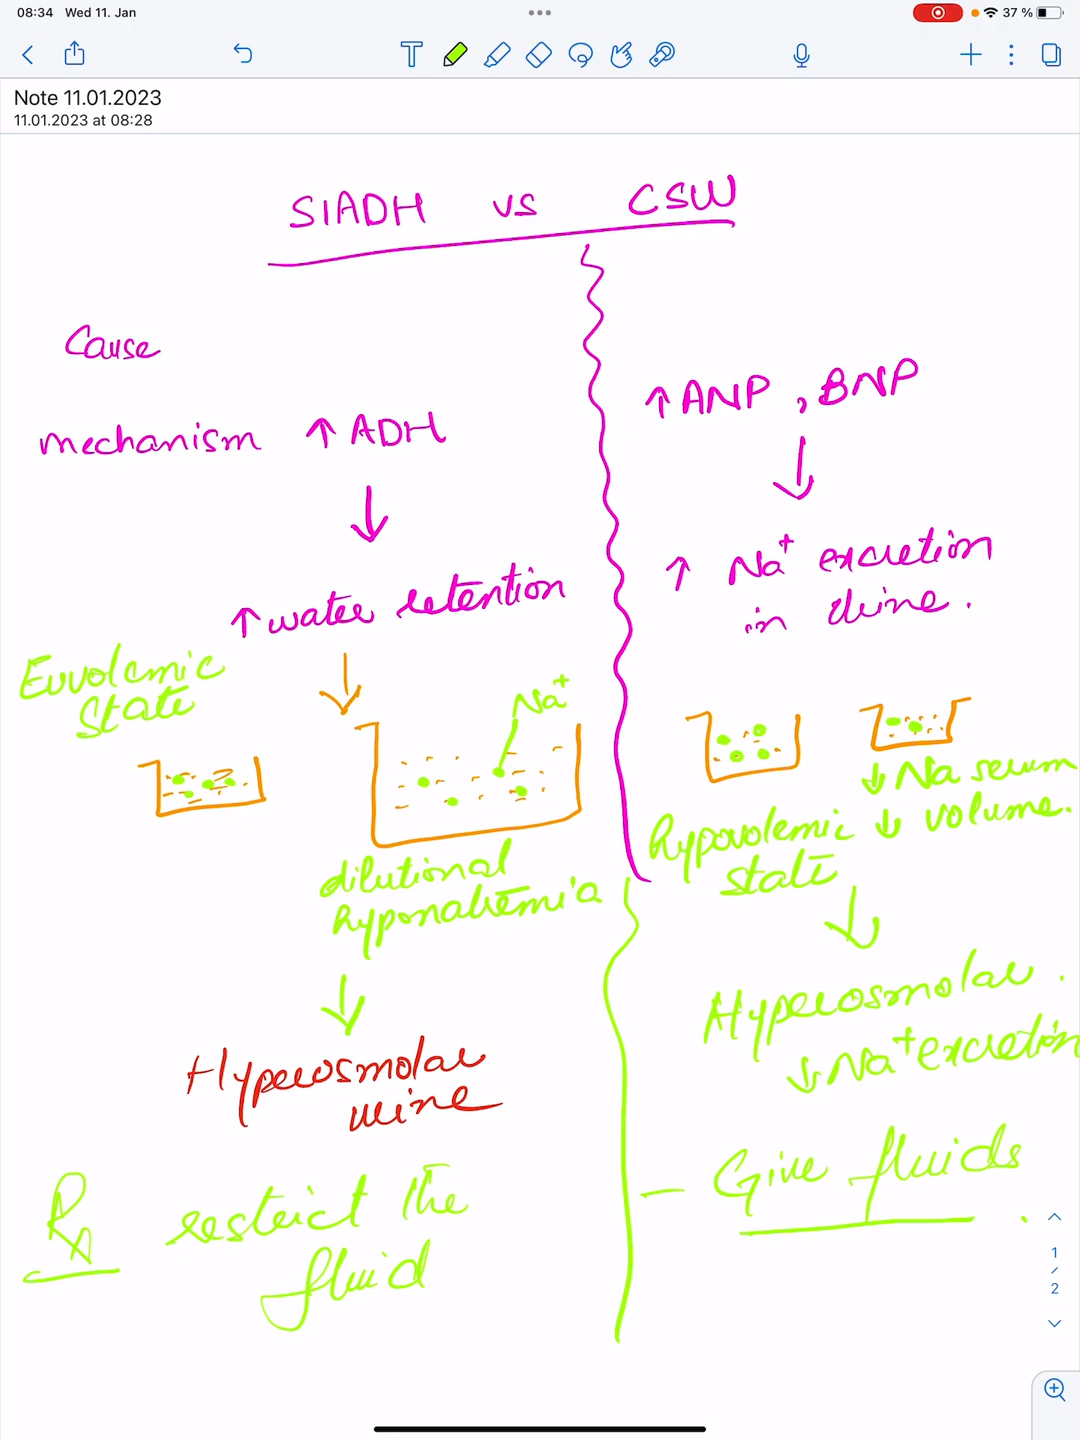 08:34 Wed 11. Jan
37 %
T
Note 11.01.2023
11.01.2023 at 08:28
SIADH vs CSW
Cause
mechanism ↑ ADH
↓
↑ water retention
↓
Euvolemic
State
Na+
dilutional
hyponatremia
↓
Hyperosmolar
urine
Rx restrict the
fluid
↑ ANP, BNP
↓
↑ Na+ excretion
in urine.
↓ Na serum
↓ volume.
Hypovolemic
state
↓
Hyperosmolar.
↓ Na+ excretion
- Give fluids.
1
/
2